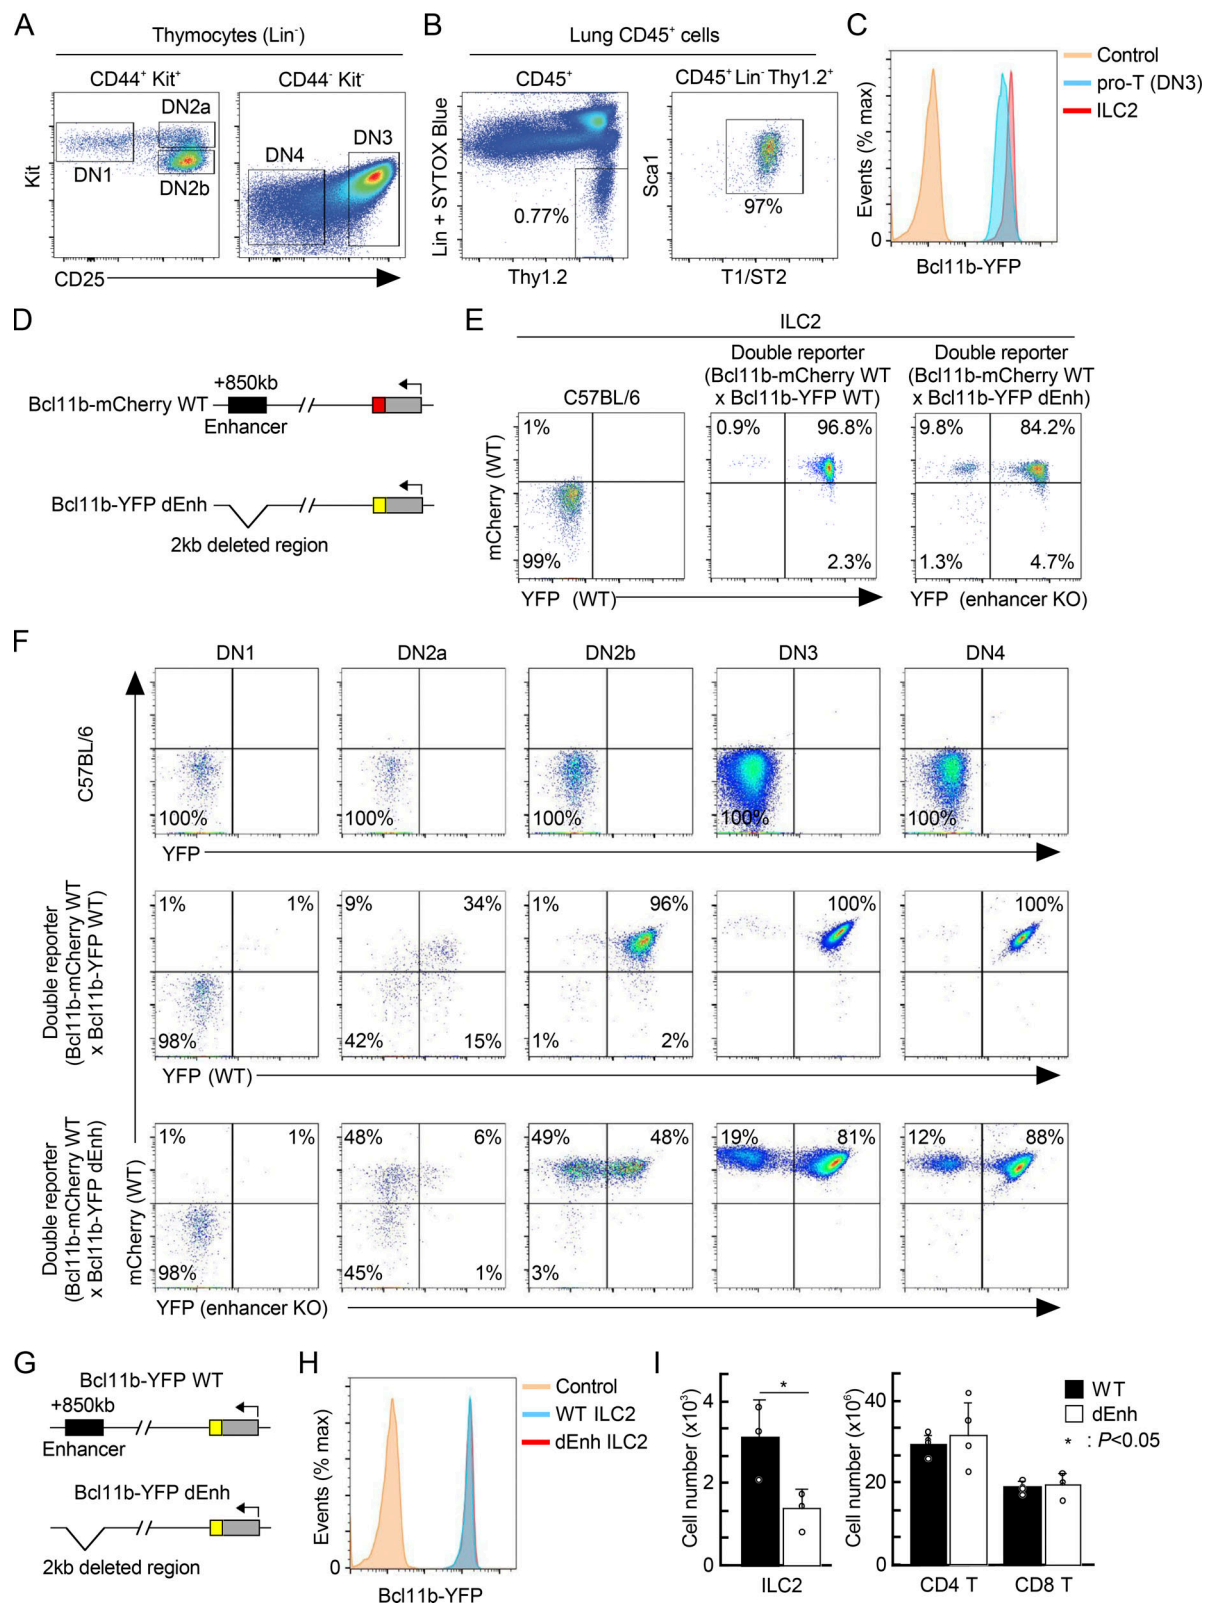 A
Thymocytes (Lin⁻)
CD44⁺ Kit⁺
CD44⁻ Kit⁻
DN2a
DN1
DN2b
DN4
DN3
Kit
CD25
B
Lung CD45⁺ cells
CD45⁺
CD45⁺ Lin⁻ Thy1.2⁺
Lin + SYTOX Blue
0.77%
Thy1.2
Sca1
97%
T1/ST2
C
Events (% max)
0
Bcl11b-YFP
Control
pro-T (DN3)
ILC2
D
+850kb
Bcl11b-mCherry WT
Enhancer
Bcl11b-YFP dEnh
2kb deleted region
E
ILC2
C57BL/6
Double reporter
(Bcl11b-mCherry WT
x Bcl11b-YFP WT)
Double reporter
(Bcl11b-mCherry WT
x Bcl11b-YFP dEnh)
mCherry (WT)
1%
99%
0.9%
96.8%
2.3%
9.8%
84.2%
1.3%
4.7%
YFP (WT)
YFP (enhancer KO)
F
DN1
DN2a
DN2b
DN3
DN4
C57BL/6
100%
100%
100%
100%
100%
YFP
Double reporter
(Bcl11b-mCherry WT
x Bcl11b-YFP WT)
1%
1%
98%
9%
34%
42%
15%
1%
96%
1%
2%
100%
100%
YFP (WT)
Double reporter
(Bcl11b-mCherry WT
x Bcl11b-YFP dEnh)
mCherry (WT)
1%
1%
98%
48%
6%
45%
1%
49%
48%
3%
19%
81%
12%
88%
YFP (enhancer KO)
G
Bcl11b-YFP WT
+850kb
Enhancer
Bcl11b-YFP dEnh
2kb deleted region
H
Events (% max)
0
Bcl11b-YFP
Control
WT ILC2
dEnh ILC2
I
Cell number (x10³)
4
2
0
*
ILC2
Cell number (x10⁶)
40
20
0
CD4 T
CD8 T
WT
dEnh
* : P<0.05